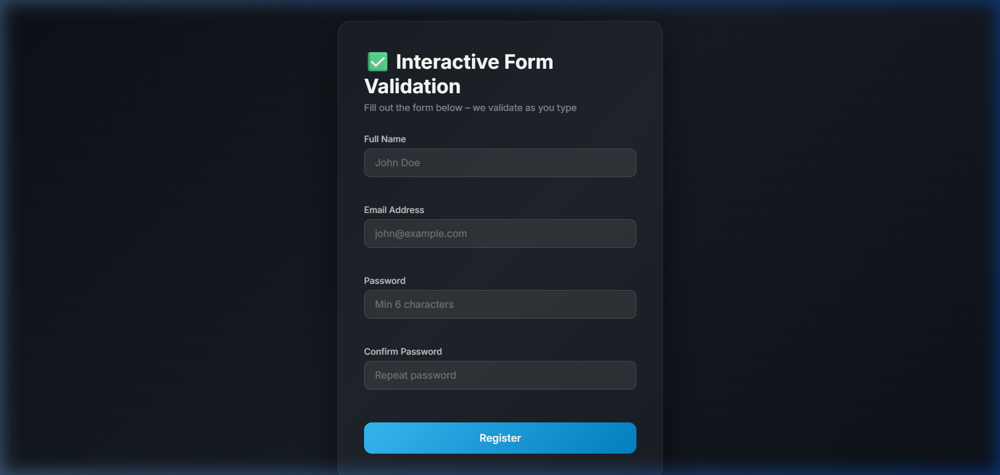 ✅ Interactive Form
Validation
Fill out the form below – we validate as you type
Full Name
John Doe
Email Address
john@example.com
Password
Min 6 characters
Confirm Password
Repeat password
Register